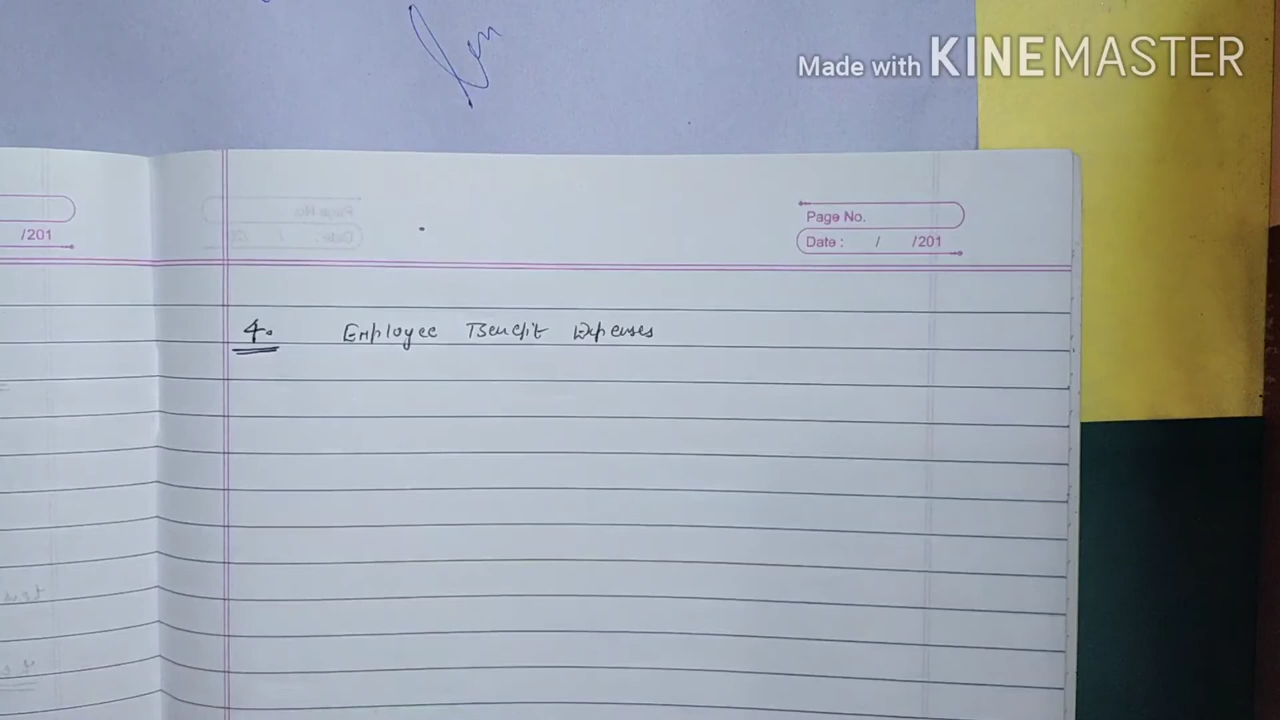 Made with KINEMASTER
Page No.
Date : / /201
/201
4. Employee Benefit Expenses